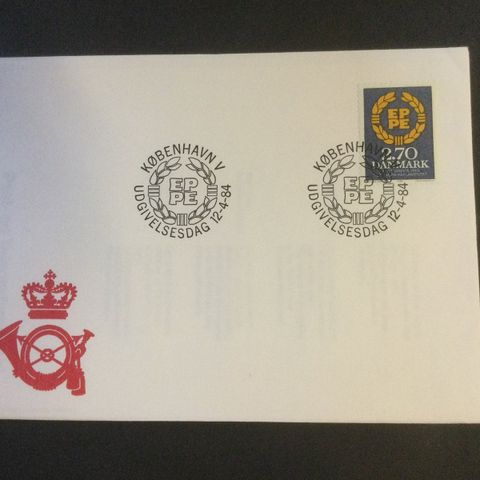 KØBENHAVN V
EP
PE
UDGIVELSESDAG 12-4-84
KØBENHAVN V
EP
PE
UDGIVELSESDAG 12-4-84
EP
PE
2.70
DANMARK